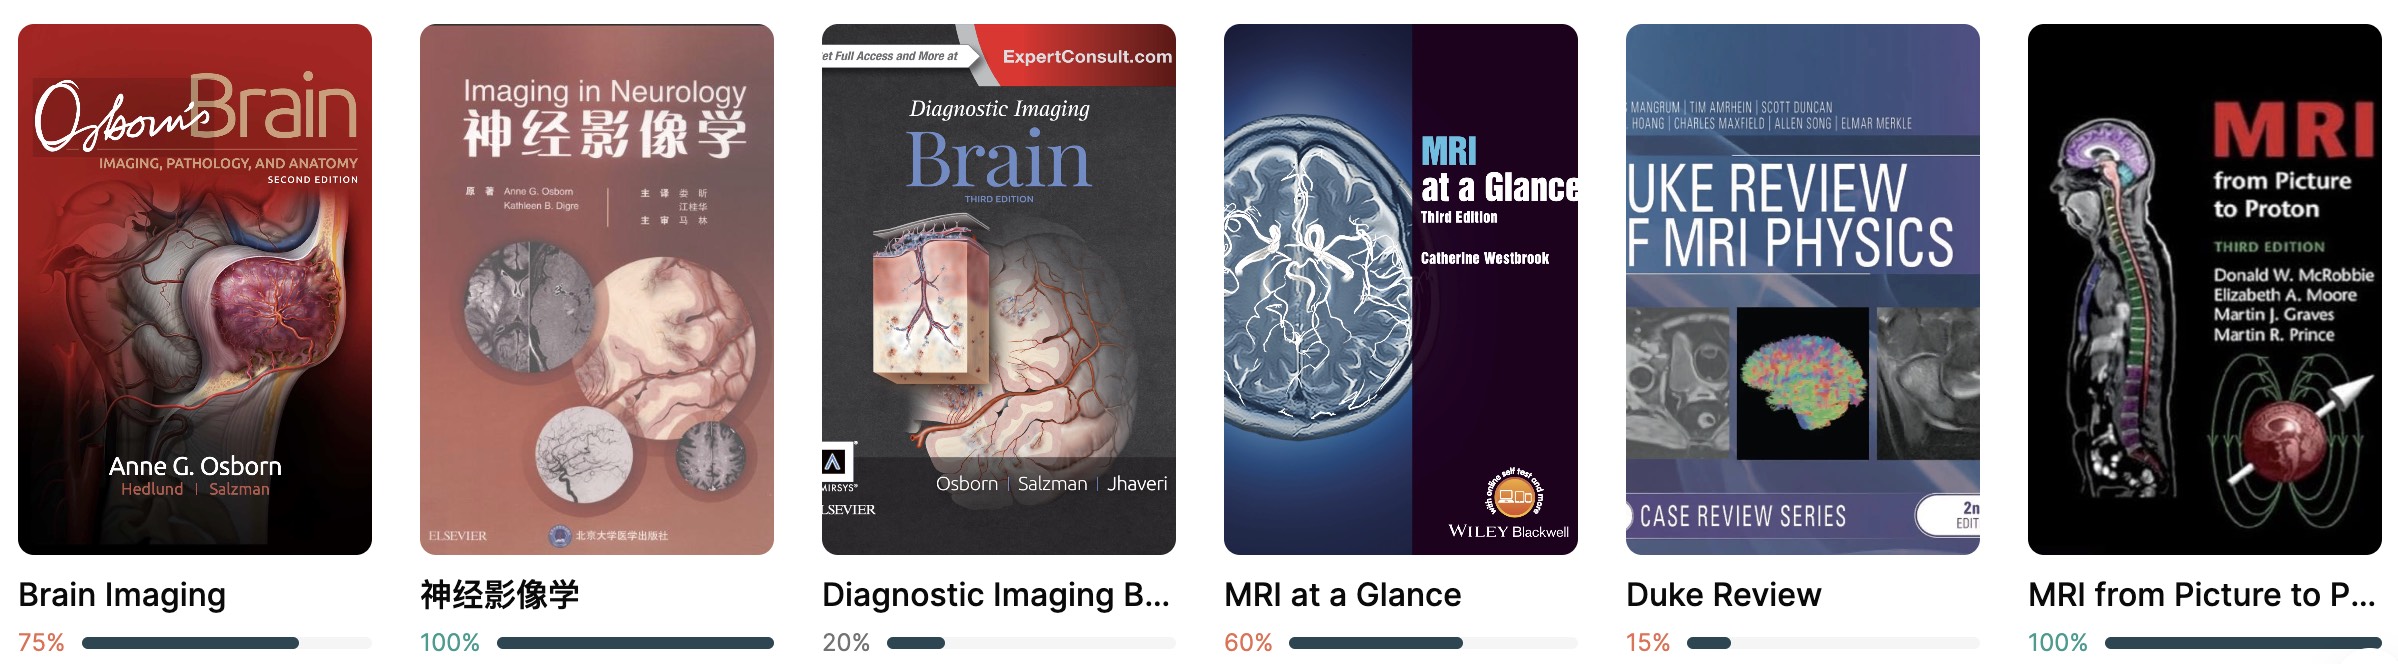 Osborn's Brain
IMAGING, PATHOLOGY, AND ANATOMY
SECOND EDITION
Anne G. Osborn
Hedlund | Salzman
Brain Imaging
75%
Imaging in Neurology
神经影像学
原 著 Anne G. Osborn
Kathleen B. Digre
主 译 娄 昕
江桂华
主 审 马 林
ELSEVIER
北京大学医学出版社
神经影像学
100%
et Full Access and More at
ExpertConsult.com
Diagnostic Imaging
Brain
THIRD EDITION
MIRSYS®
Osborn | Salzman | Jhaveri
LSEVIER
Diagnostic Imaging B...
20%
MRI
at a Glance
Third Edition
Catherine Westbrook
with online self test and more
WILEY Blackwell
MRI at a Glance
60%
MANGRUM | TIM AMRHEIN | SCOTT DUNCAN
HOANG | CHARLES MAXFIELD | ALLEN SONG | ELMAR MERKLE
UKE REVIEW
F MRI PHYSICS
CASE REVIEW SERIES
2n
EDIT
Duke Review
15%
MRI
from Picture
to Proton
THIRD EDITION
Donald W. McRobbie
Elizabeth A. Moore
Martin J. Graves
Martin R. Prince
MRI from Picture to P...
100%